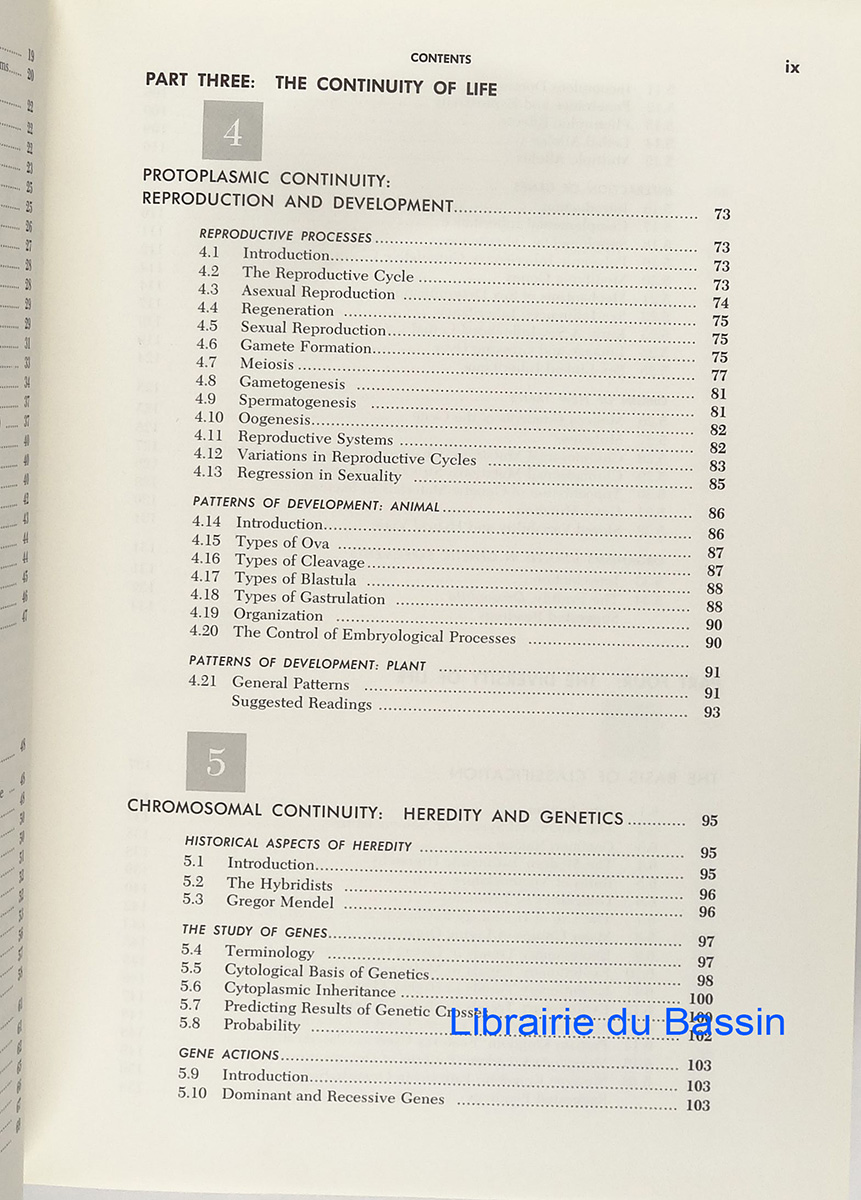 CONTENTS ix
PART THREE: THE CONTINUITY OF LIFE
4
PROTOPLASMIC CONTINUITY:
REPRODUCTION AND DEVELOPMENT.......... 73
REPRODUCTIVE PROCESSES.......... 73
4.1 Introduction.......... 73
4.2 The Reproductive Cycle.......... 73
4.3 Asexual Reproduction.......... 74
4.4 Regeneration.......... 75
4.5 Sexual Reproduction.......... 75
4.6 Gamete Formation.......... 75
4.7 Meiosis.......... 77
4.8 Gametogenesis.......... 81
4.9 Spermatogenesis.......... 81
4.10 Oogenesis.......... 82
4.11 Reproductive Systems.......... 82
4.12 Variations in Reproductive Cycles.......... 83
4.13 Regression in Sexuality.......... 85
PATTERNS OF DEVELOPMENT: ANIMAL.......... 86
4.14 Introduction.......... 86
4.15 Types of Ova.......... 87
4.16 Types of Cleavage.......... 87
4.17 Types of Blastula.......... 88
4.18 Types of Gastrulation.......... 88
4.19 Organization.......... 90
4.20 The Control of Embryological Processes.......... 90
PATTERNS OF DEVELOPMENT: PLANT.......... 91
4.21 General Patterns.......... 91
Suggested Readings.......... 93
5
CHROMOSOMAL CONTINUITY: HEREDITY AND GENETICS.......... 95
HISTORICAL ASPECTS OF HEREDITY.......... 95
5.1 Introduction.......... 95
5.2 The Hybridists.......... 96
5.3 Gregor Mendel.......... 96
THE STUDY OF GENES.......... 97
5.4 Terminology.......... 97
5.5 Cytological Basis of Genetics.......... 98
5.6 Cytoplasmic Inheritance.......... 100
5.7 Predicting Results of Genetic Crosses.......... 100
5.8 Probability.......... 102
Librairie du Bassin
GENE ACTIONS.......... 103
5.9 Introduction.......... 103
5.10 Dominant and Recessive Genes.......... 103